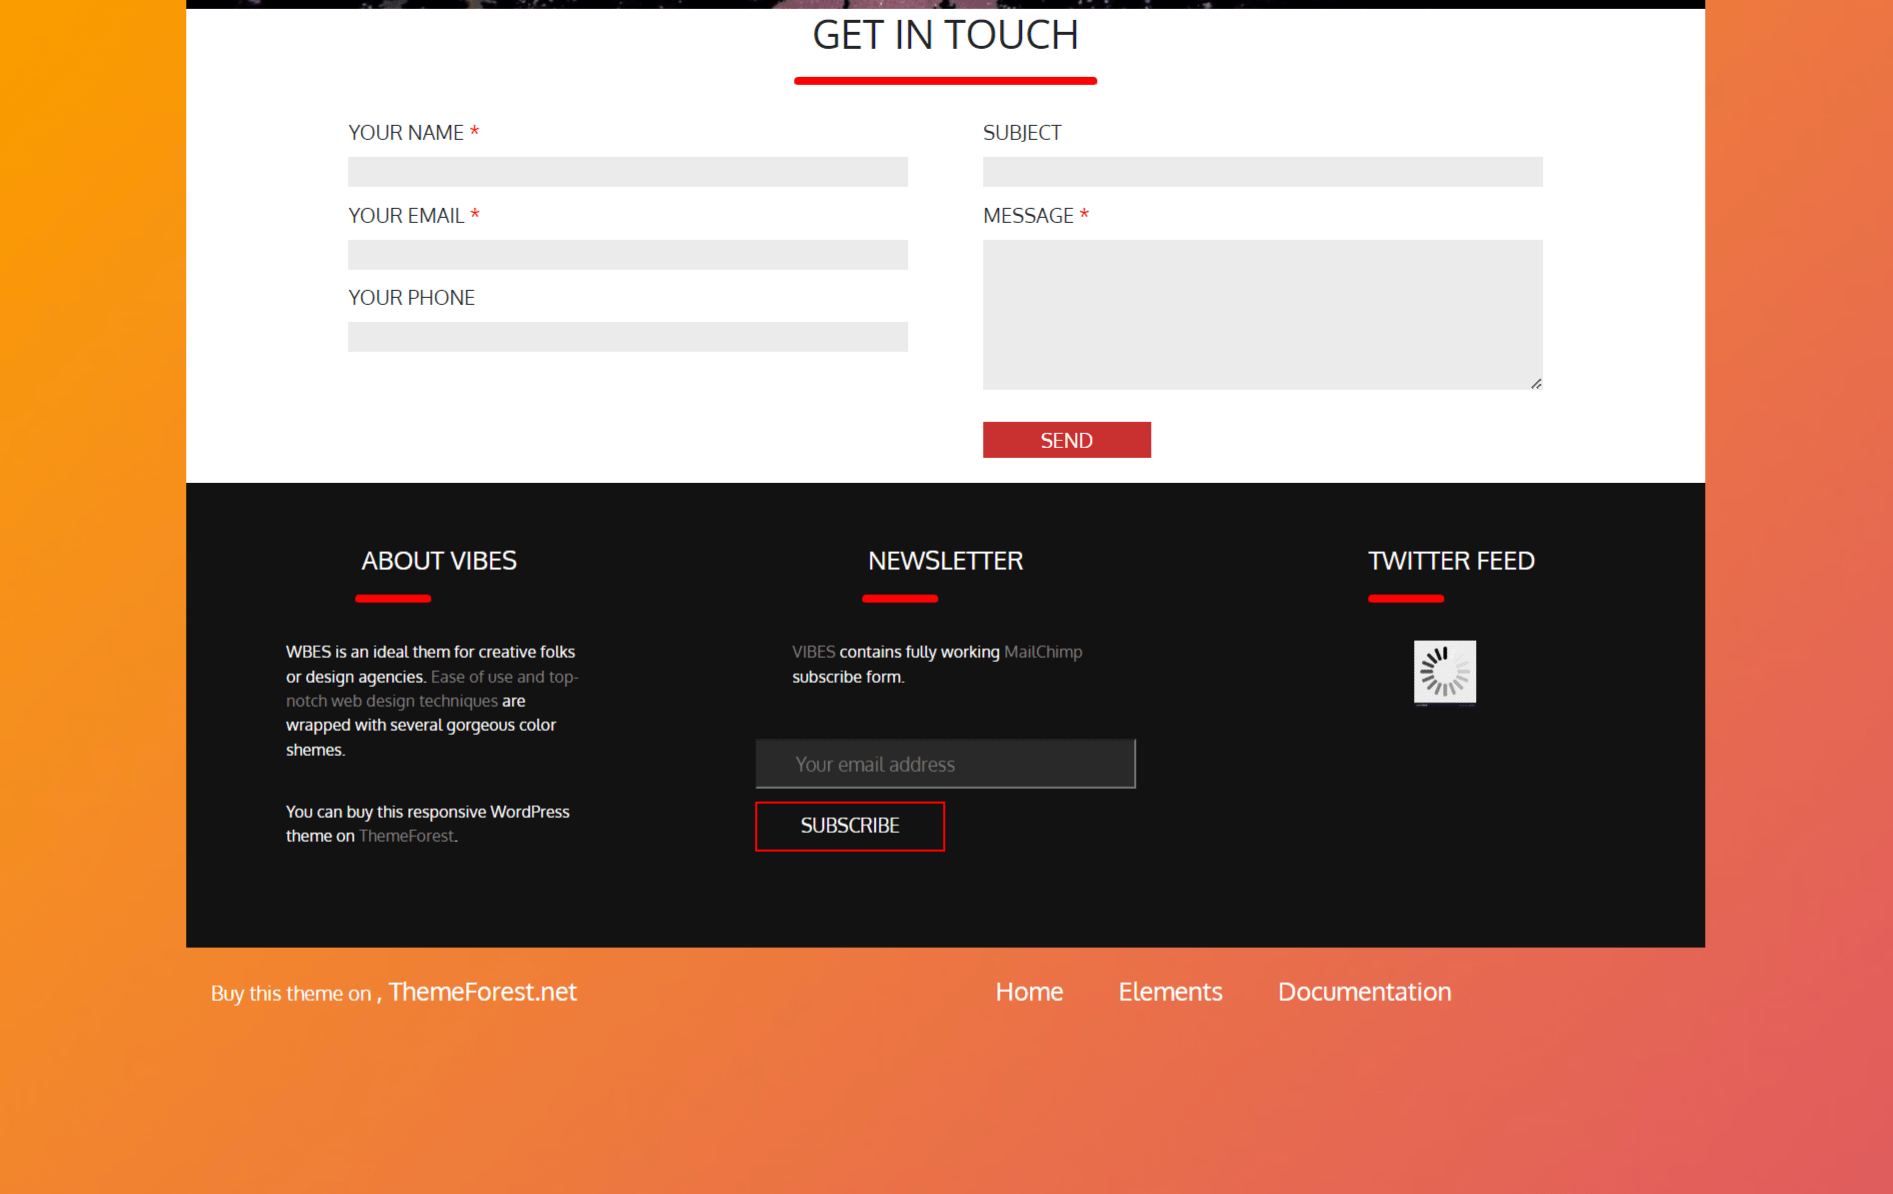 GET IN TOUCH
YOUR NAME *
YOUR EMAIL *
YOUR PHONE
SUBJECT
MESSAGE *
SEND
ABOUT VIBES
WBES is an ideal them for creative folks
or design agencies. Ease of use and top-
notch web design techniques are
wrapped with several gorgeous color
shemes.
You can buy this responsive WordPress
theme on ThemeForest.
NEWSLETTER
VIBES contains fully working MailChimp
subscribe form.
Your email address
SUBSCRIBE
TWITTER FEED
Buy this theme on , ThemeForest.net
Home Elements Documentation